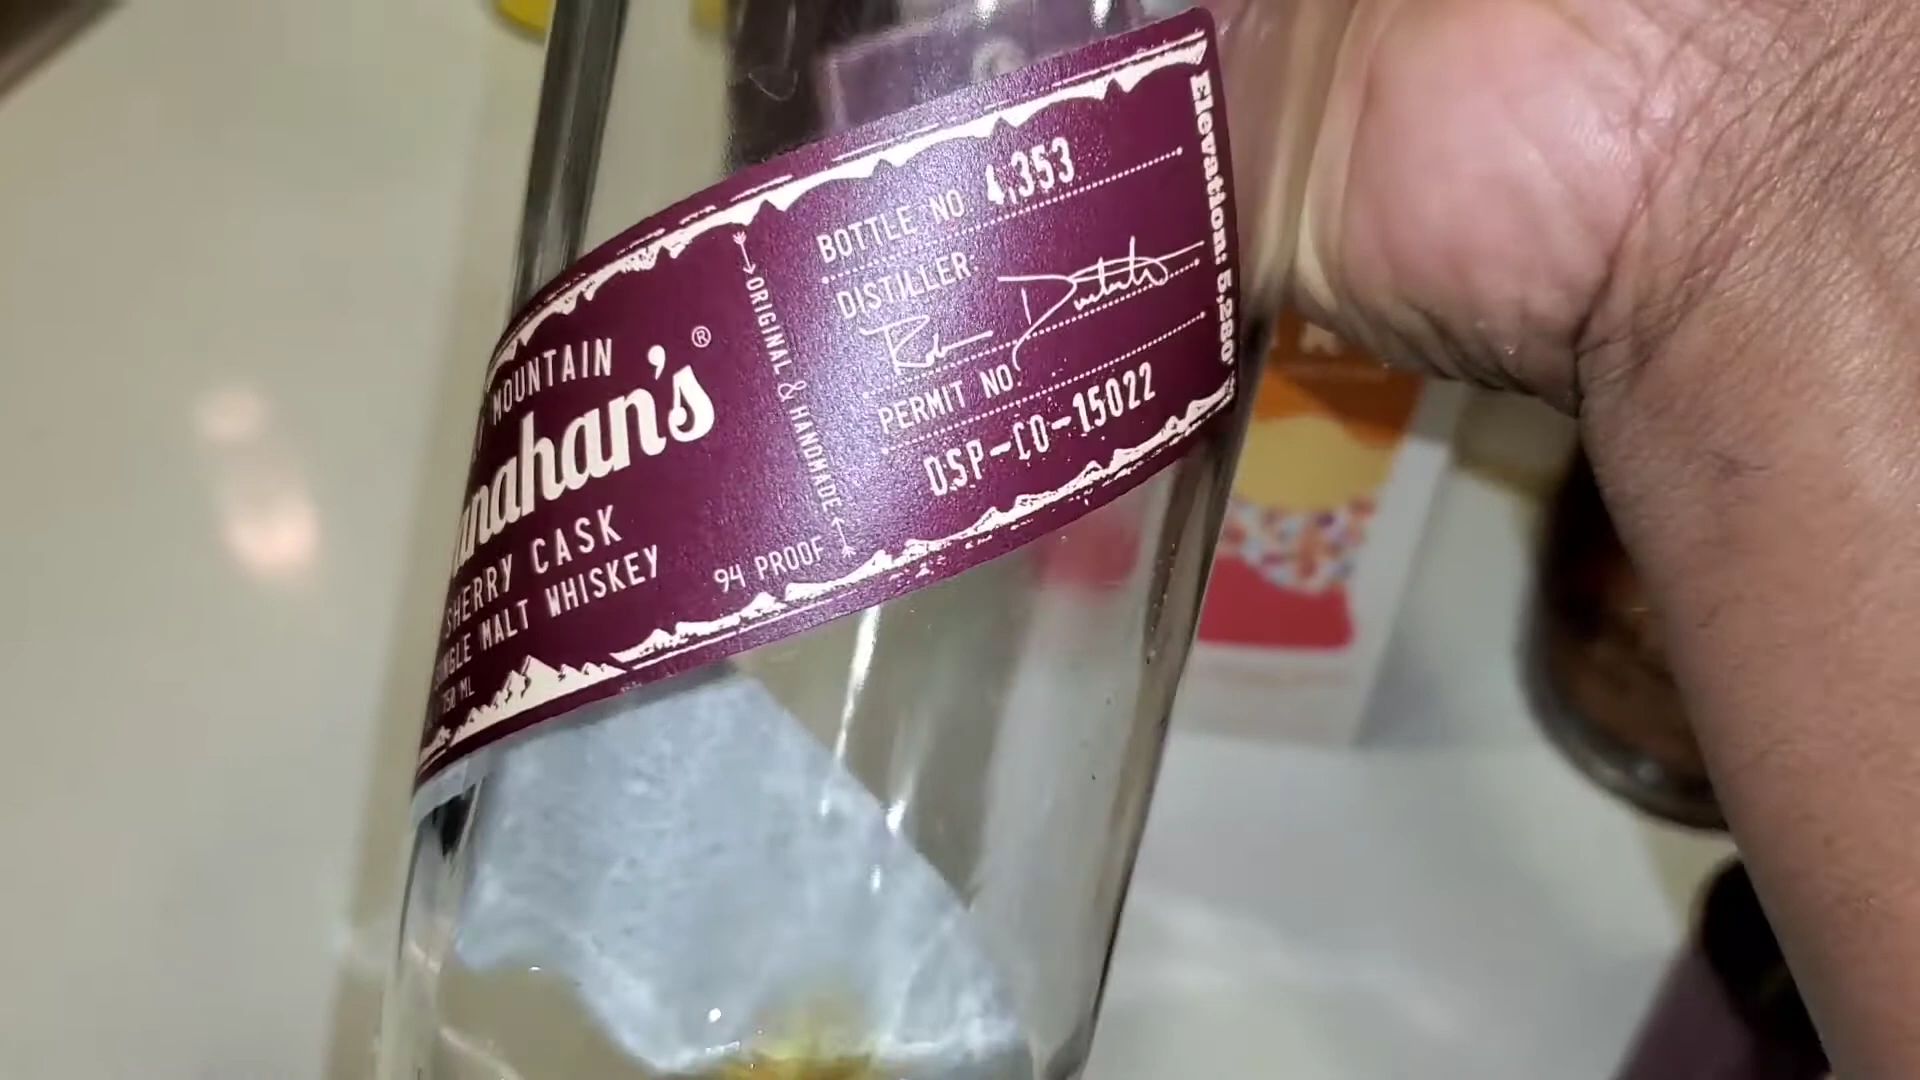 MOUNTAIN
anahan's®
SHERRY CASK
SINGLE MALT WHISKEY
750 ML
94 PROOF
ORIGINAL & HANDMADE
BOTTLE NO 4,353
DISTILLER
PERMIT NO.
DSP-CO-15022
Elevation: 5,280'